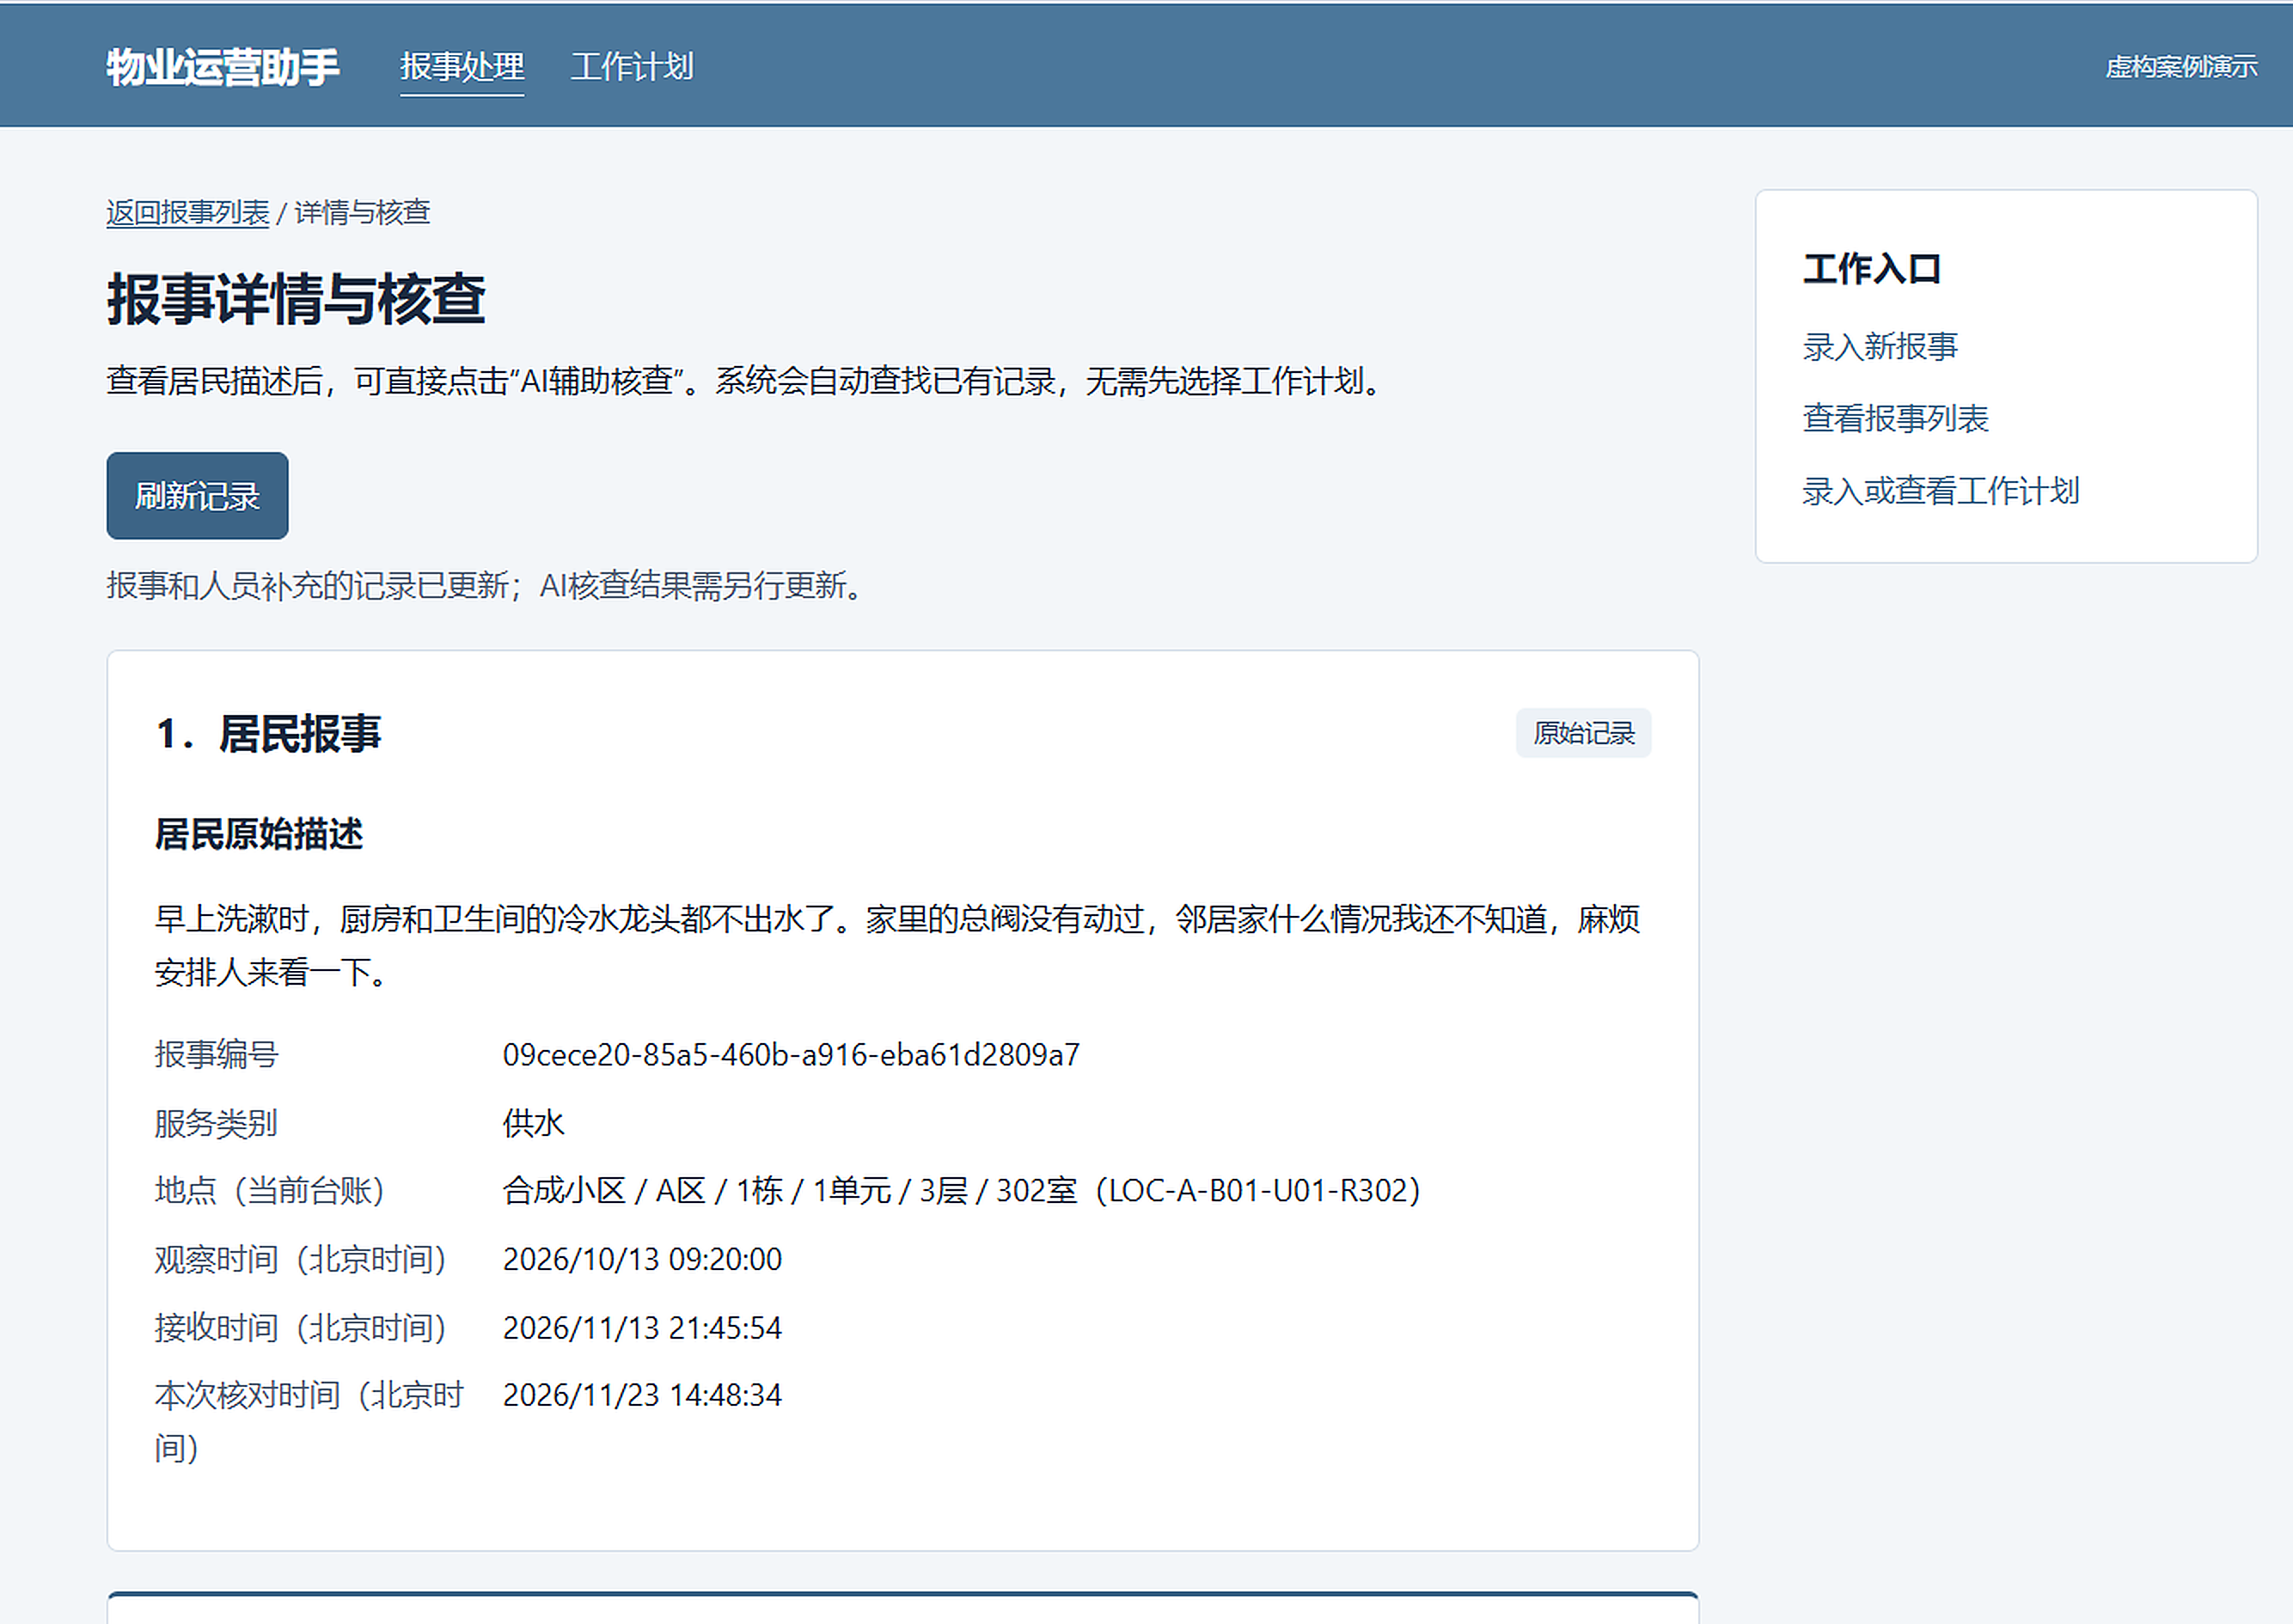 物业运营助手 报事处理 工作计划 虚构案例演示
返回报事列表 / 详情与核查
报事详情与核查
查看居民描述后，可直接点击“AI辅助核查”。系统会自动查找已有记录，无需先选择工作计划。
刷新记录
报事和人员补充的记录已更新；AI核查结果需另行更新。
工作入口
录入新报事
查看报事列表
录入或查看工作计划
1. 居民报事 原始记录
居民原始描述
早上洗漱时，厨房和卫生间的冷水龙头都不出水了。家里的总阀没有动过，邻居家什么情况我还不知道，麻烦
安排人来看一下。
报事编号 09cece20-85a5-460b-a916-eba61d2809a7
服务类别 供水
地点（当前台账） 合成小区 / A区 / 1栋 / 1单元 / 3层 / 302室（LOC-A-B01-U01-R302）
观察时间（北京时间） 2026/10/13 09:20:00
接收时间（北京时间） 2026/11/13 21:45:54
本次核对时间（北京时 2026/11/23 14:48:34
间）